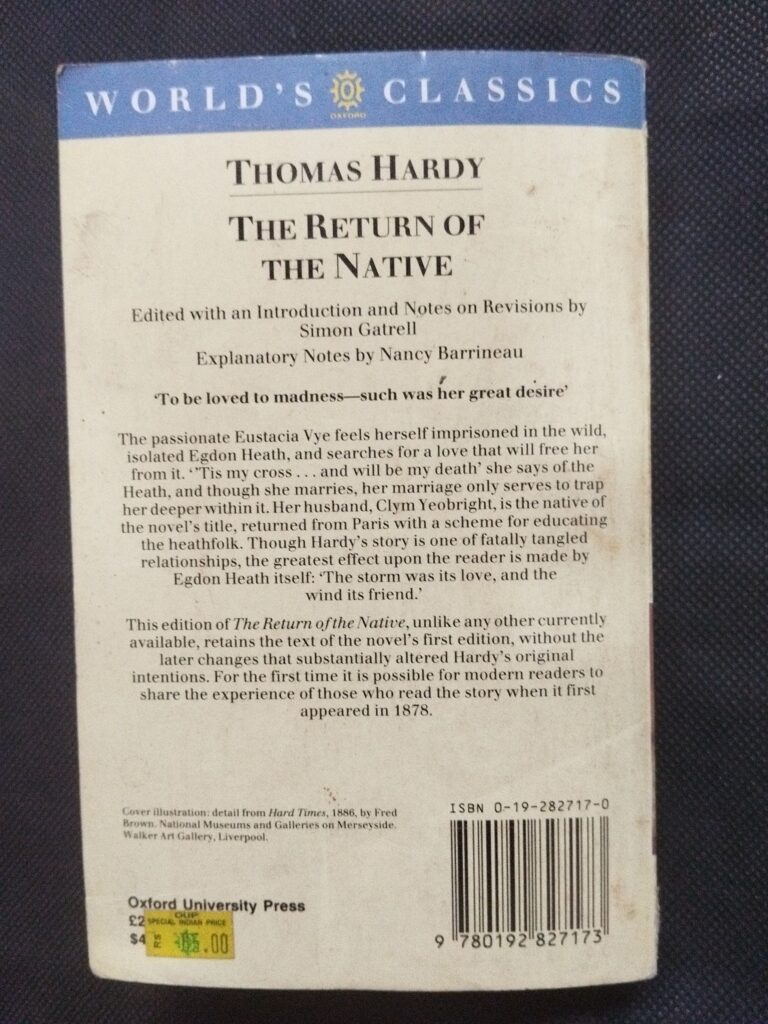 WORLD'S OXFORD CLASSICS
THOMAS HARDY
THE RETURN OF
THE NATIVE
Edited with an Introduction and Notes on Revisions by
Simon Gatrell
Explanatory Notes by Nancy Barrineau
'To be loved to madness—such was her great desire'
The passionate Eustacia Vye feels herself imprisoned in the wild,
isolated Egdon Heath, and searches for a love that will free her
from it. ''Tis my cross . . . and will be my death' she says of the
Heath, and though she marries, her marriage only serves to trap
her deeper within it. Her husband, Clym Yeobright, is the native of
the novel's title, returned from Paris with a scheme for educating
the heathfolk. Though Hardy's story is one of fatally tangled
relationships, the greatest effect upon the reader is made by
Egdon Heath itself: 'The storm was its love, and the
wind its friend.'
This edition of The Return of the Native, unlike any other currently
available, retains the text of the novel's first edition, without the
later changes that substantially altered Hardy's original
intentions. For the first time it is possible for modern readers to
share the experience of those who read the story when it first
appeared in 1878.
Cover illustration: detail from Hard Times, 1886, by Fred
Brown. National Museums and Galleries on Merseyside.
Walker Art Gallery, Liverpool.
ISBN 0-19-282717-0
9 780192 827173
Oxford University Press
£2
$4
OUP
SPECIAL INDIAN PRICE
RS .00